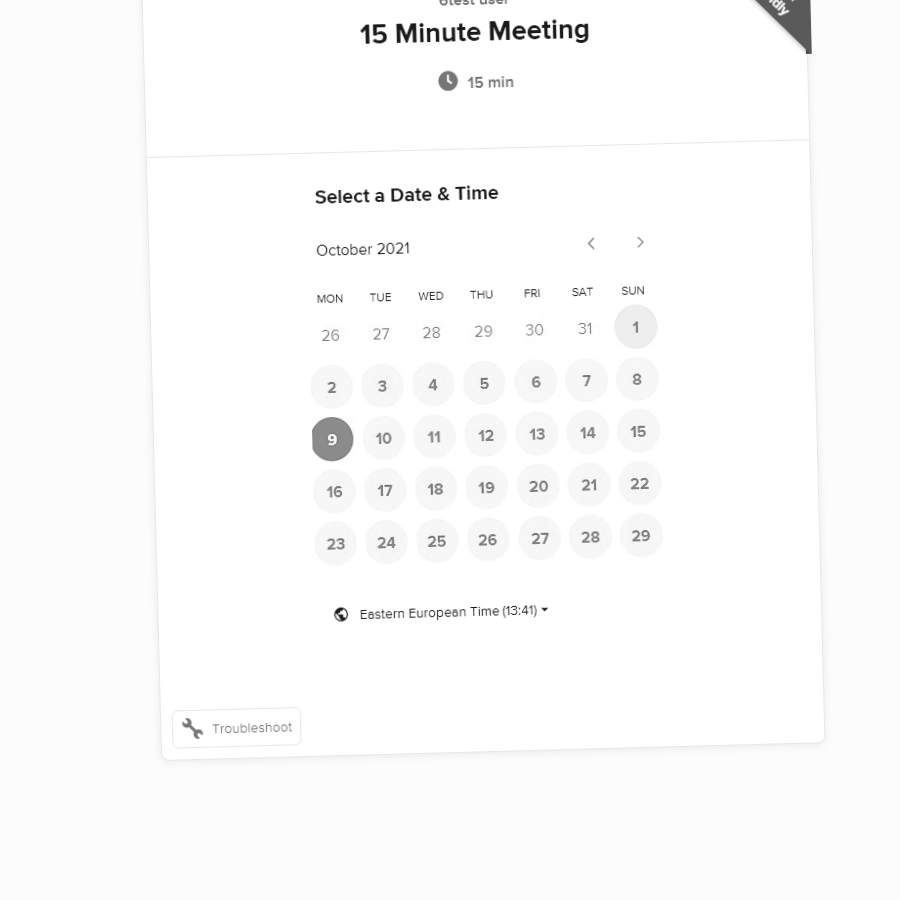 6test user
15 Minute Meeting
15 min
Select a Date & Time
October 2021
MON TUE WED THU FRI SAT SUN
26 27 28 29 30 31 1
2 3 4 5 6 7 8
9 10 11 12 13 14 15
16 17 18 19 20 21 22
23 24 25 26 27 28 29
Eastern European Time (13:41)
Troubleshoot